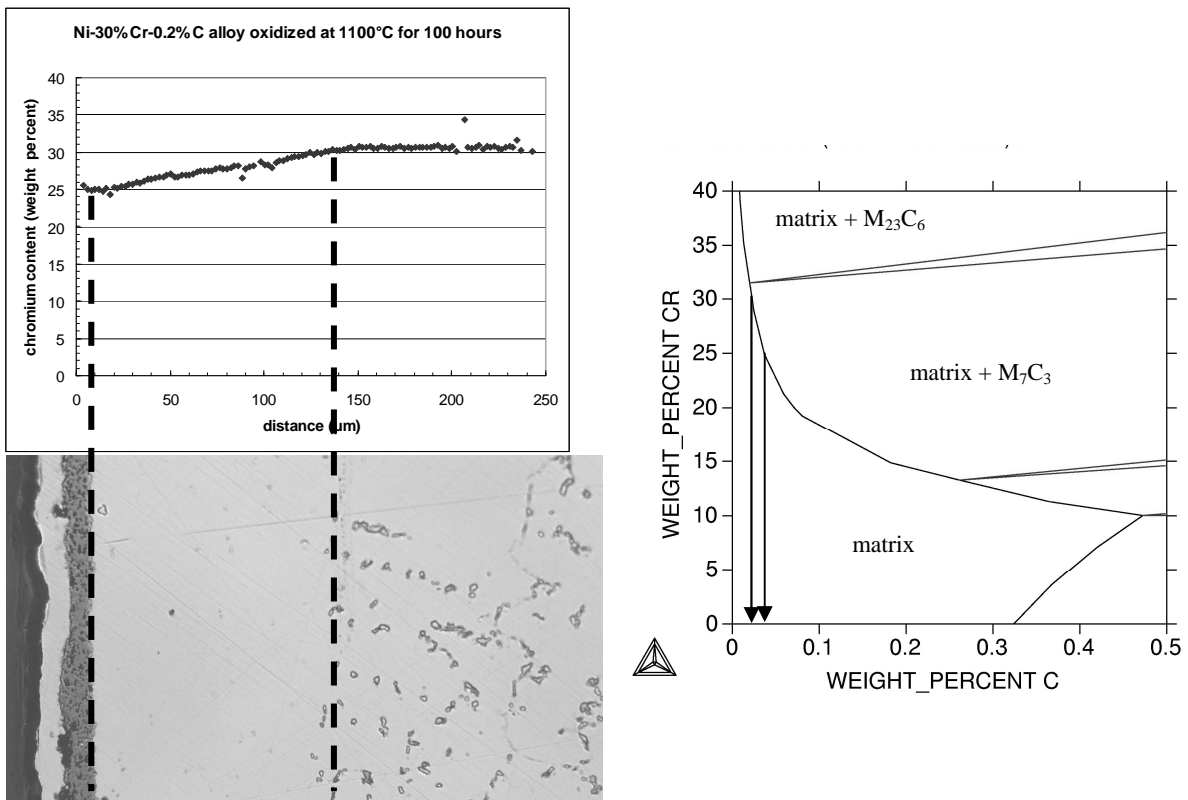 Ni-30%Cr-0.2%C alloy oxidized at 1100°C for 100 hours
chromium content (weight percent)
40
35
30
25
20
15
10
5
0
0 50 100 150 200 250
distance (µm)
WEIGHT_PERCENT CR
40
35
30
25
20
15
10
5
0
matrix + M₂₃C₆
matrix + M₇C₃
matrix
0 0.1 0.2 0.3 0.4 0.5
WEIGHT_PERCENT C